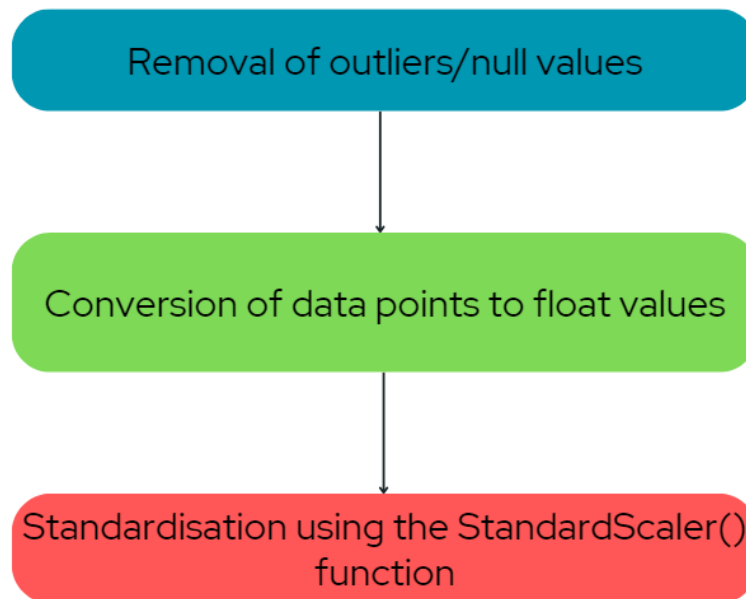 Removal of outliers/null values
Conversion of data points to float values
Standardisation using the StandardScaler()
function